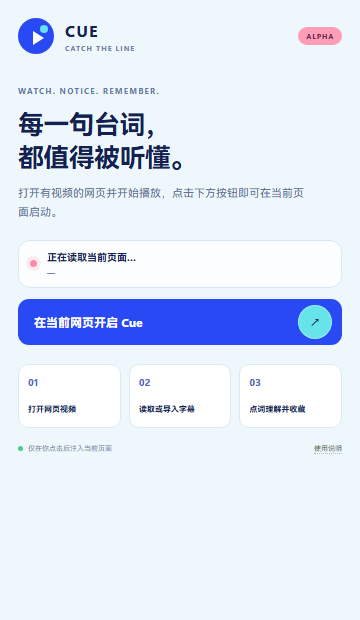 CUE
CATCH THE LINE
ALPHA
WATCH. NOTICE. REMEMBER.
每一句台词，
都值得被听懂。
打开有视频的网页并开始播放，点击下方按钮即可在当前页
面启动。
正在读取当前页面…
—
在当前网页开启 Cue
↗
01
打开网页视频
02
读取或导入字幕
03
点词理解并收藏
仅在你点击后注入当前页面
使用说明